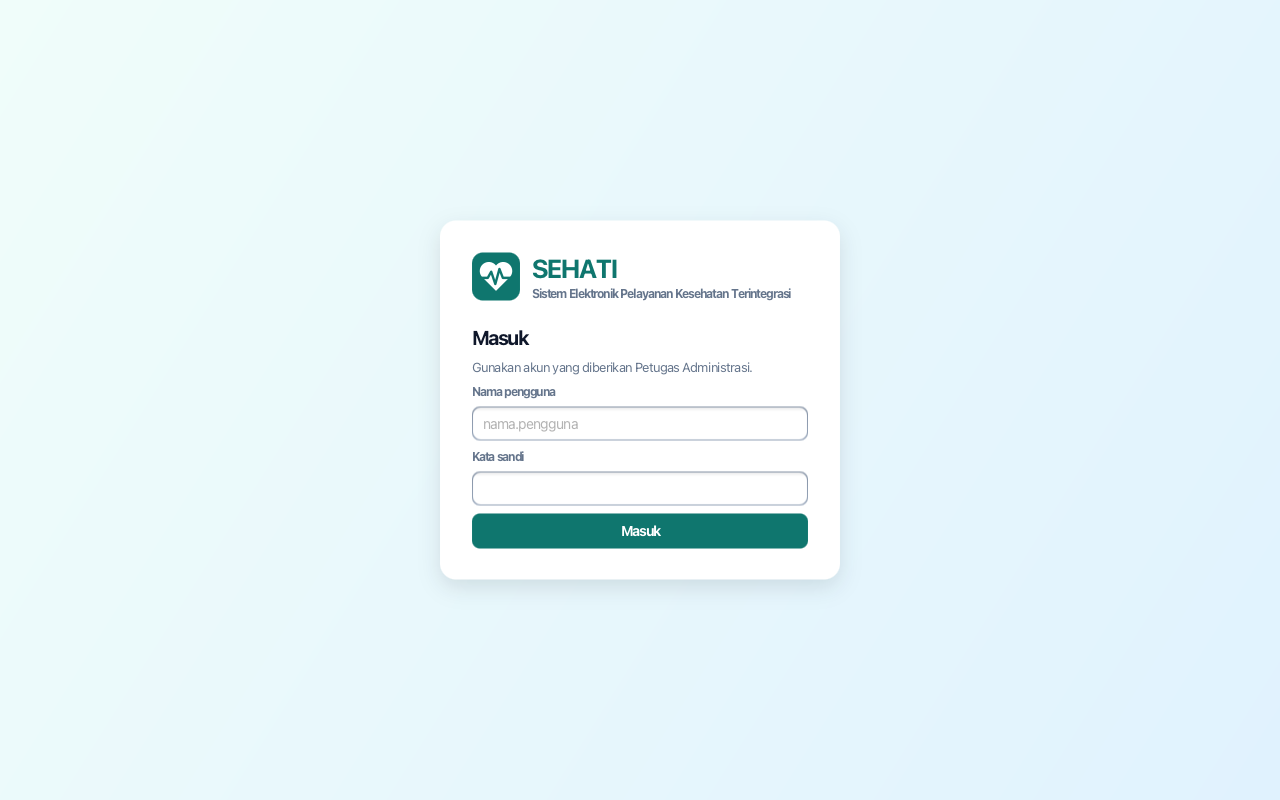 SEHATI
Sistem Elektronik Pelayanan Kesehatan Terintegrasi
Masuk
Gunakan akun yang diberikan Petugas Administrasi.
Nama pengguna
nama.pengguna
Kata sandi
Masuk